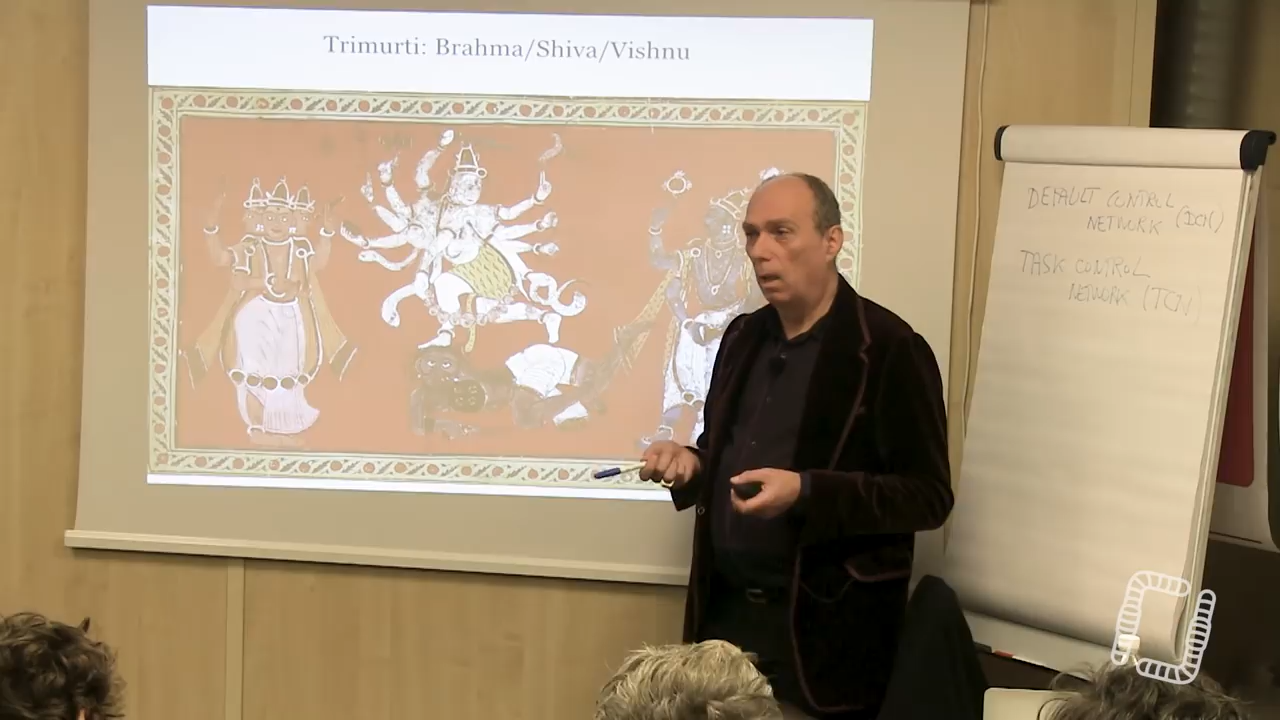 Trimurti: Brahma/Shiva/Vishnu
DEFAULT CONTROL
NETWORK (DCN)
TASK CONTROL
NETWORK (TCN)